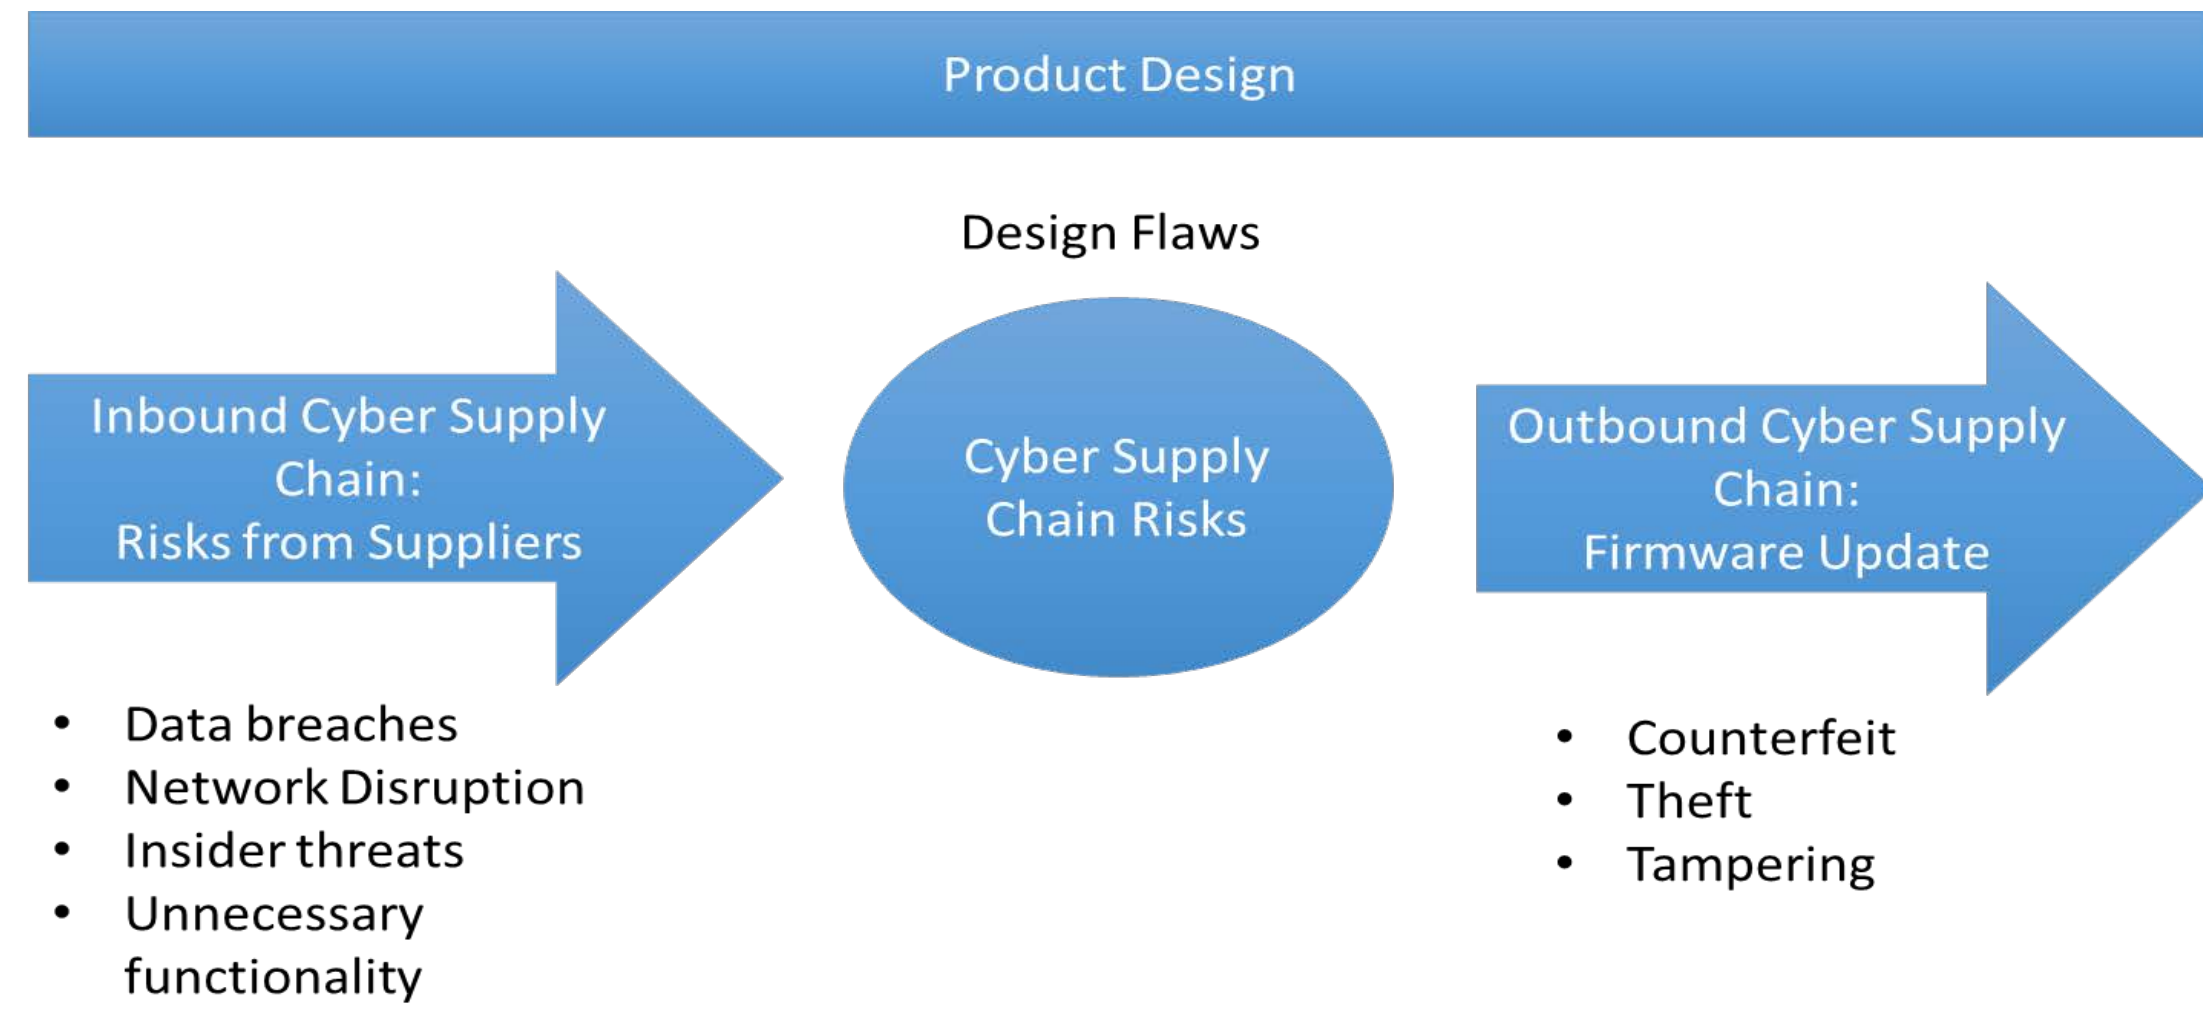 Product Design
Design Flaws
Inbound Cyber Supply
Chain:
Risks from Suppliers
Cyber Supply
Chain Risks
Outbound Cyber Supply
Chain:
Firmware Update
• Data breaches
• Network Disruption
• Insider threats
• Unnecessary
functionality
• Counterfeit
• Theft
• Tampering